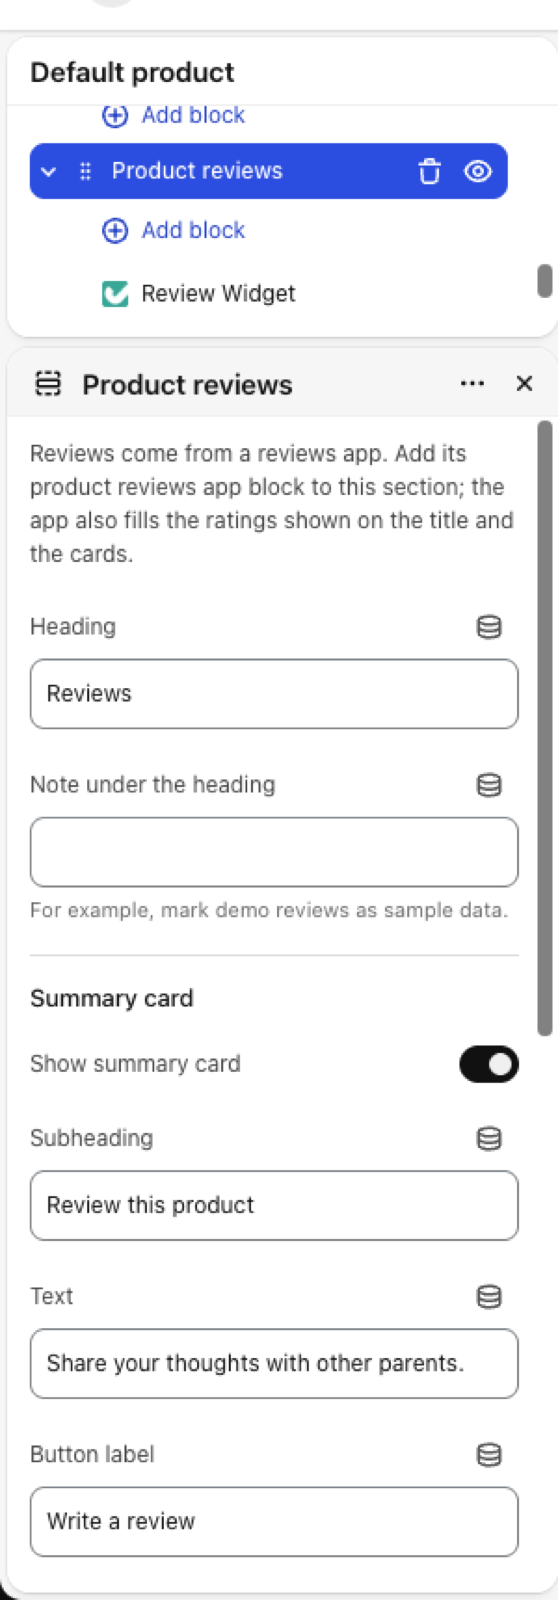 Default product
Add block
Product reviews
Add block
Review Widget
Product reviews
Reviews come from a reviews app. Add its
product reviews app block to this section; the
app also fills the ratings shown on the title and
the cards.
Heading
Reviews
Note under the heading
For example, mark demo reviews as sample data.
Summary card
Show summary card
Subheading
Review this product
Text
Share your thoughts with other parents.
Button label
Write a review